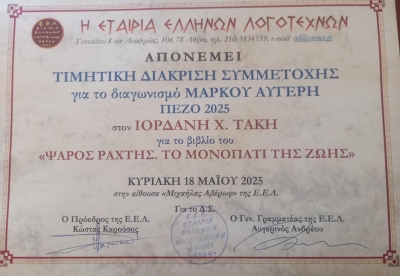 Η ΕΤΑΙΡΙΑ ΕΛΛΗΝΩΝ ΛΟΓΟΤΕΧΝΩΝ
Γενναδίου 8 και Ακαδημίας, 106 78 Αθήνα, τηλ. 210-3834559, e-mail:
ΑΠΟΝΕΜΕΙ
ΤΙΜΗΤΙΚΗ ΔΙΑΚΡΙΣΗ ΣΥΜΜΕΤΟΧΗΣ
για το διαγωνισμό ΜΑΡΚΟΥ ΑΥΓΕΡΗ
ΠΕΖΟ 2025
στον ΙΟΡΔΑΝΗ Χ. ΤΑΚΗ
για το βιβλίο του
«ΨΑΡΟΣ ΡΑΧΤΗΣ. ΤΟ ΜΟΝΟΠΑΤΙ ΤΗΣ ΖΩΗΣ»
ΚΥΡΙΑΚΗ 18 ΜΑΪΟΥ 2025
στην αίθουσα «Μιχαήλας Αβέρωφ» της Ε.Ε.Λ.
Για το Δ.Σ.
Ο Πρόεδρος της Ε.Ε.Λ.
Κώστας Καρούσος
Ο Γεν. Γραμματέας της Ε.Ε.Λ.
Αυγερινός Ανδρέου